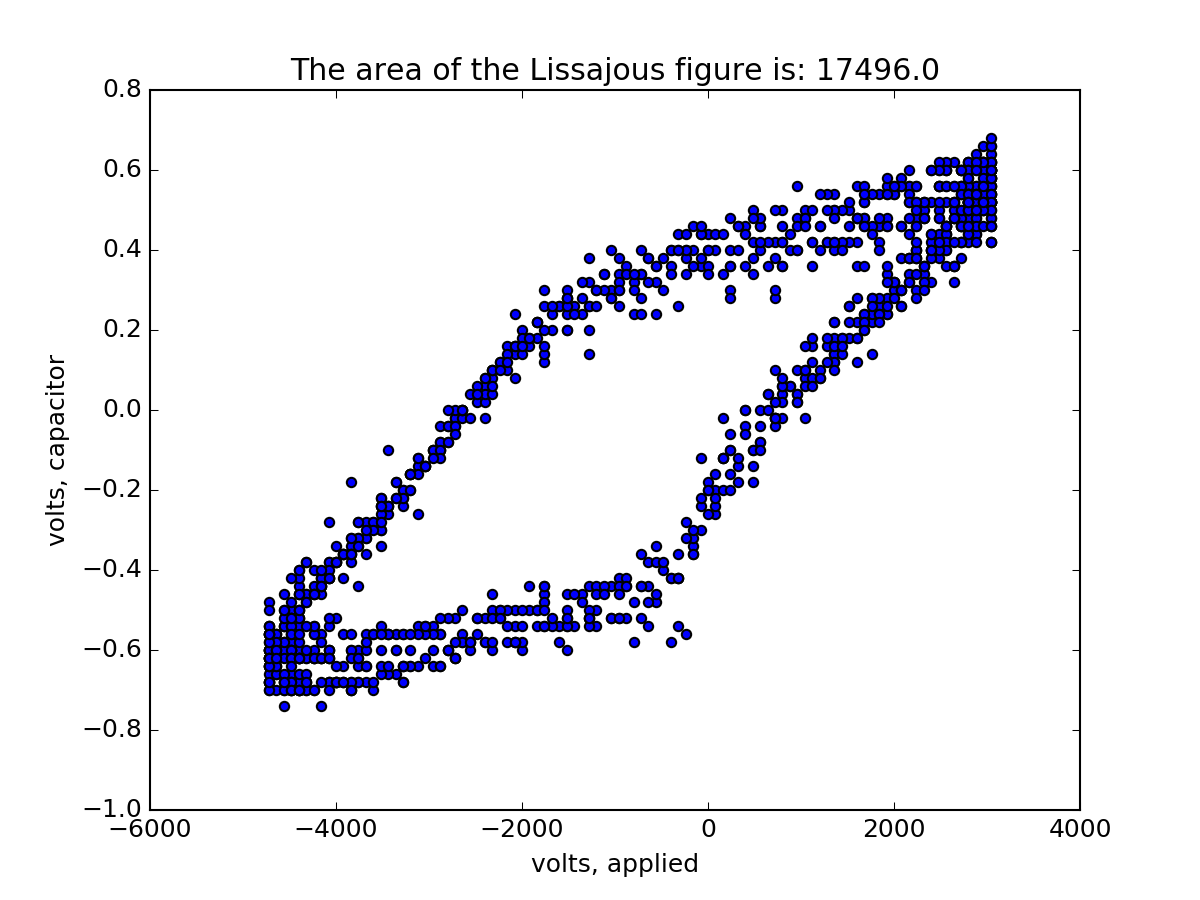 The area of the Lissajous figure is: 17496.0
0.8
0.6
0.4
0.2
0.0
−0.2
−0.4
−0.6
−0.8
−1.0
volts, capacitor
−6000 −4000 −2000 0 2000 4000
volts, applied